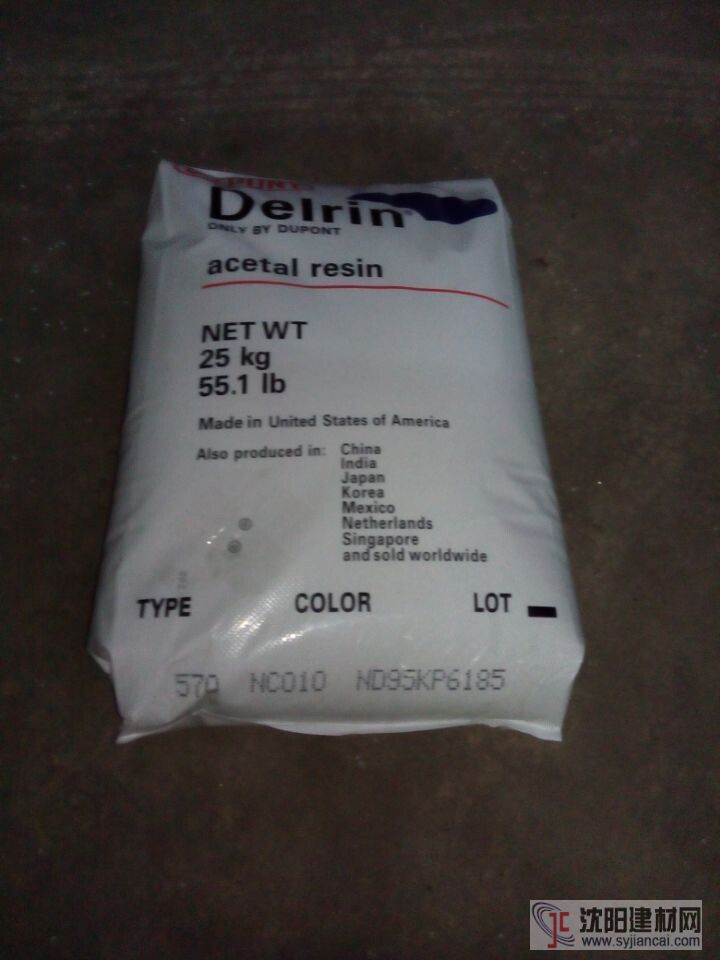 Delrin®
ONLY BY DUPONT
acetal resin
NET WT
25 kg
55.1 lb
Made in United States of America
Also produced in: China
India
Japan
Korea
Mexico
Netherlands
Singapore
and sold worldwide
TYPE COLOR LOT
570 NC010 ND95KP6185
沈阳建材网
www.syjiancai.com